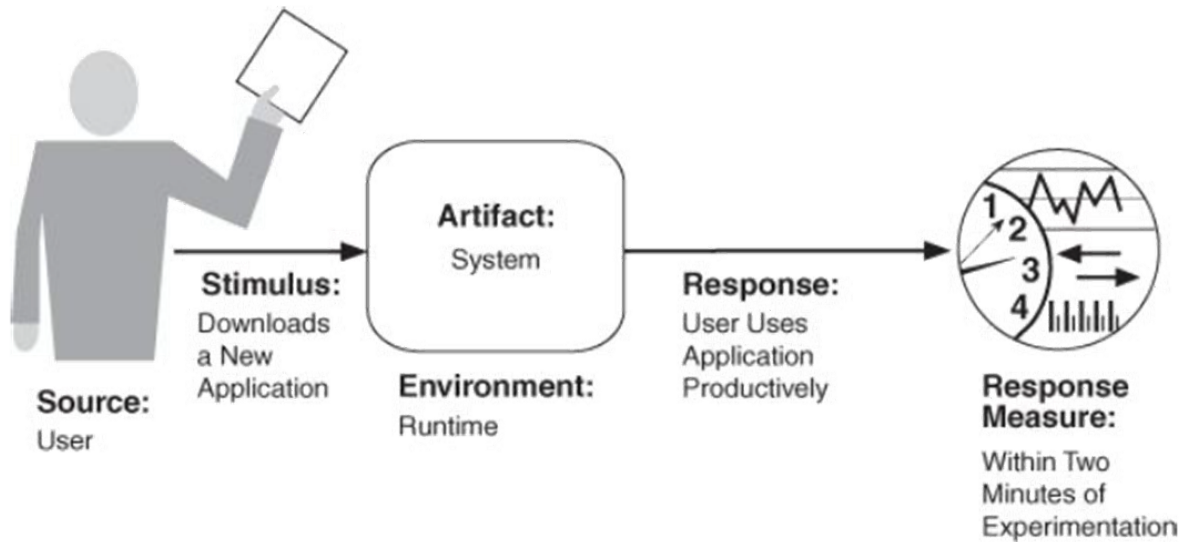 Artifact:
System
Stimulus:
Downloads
a New
Application
Source:
User
Environment:
Runtime
Response:
User Uses
Application
Productively
1
2
3
4
Response
Measure:
Within Two
Minutes of
Experimentation